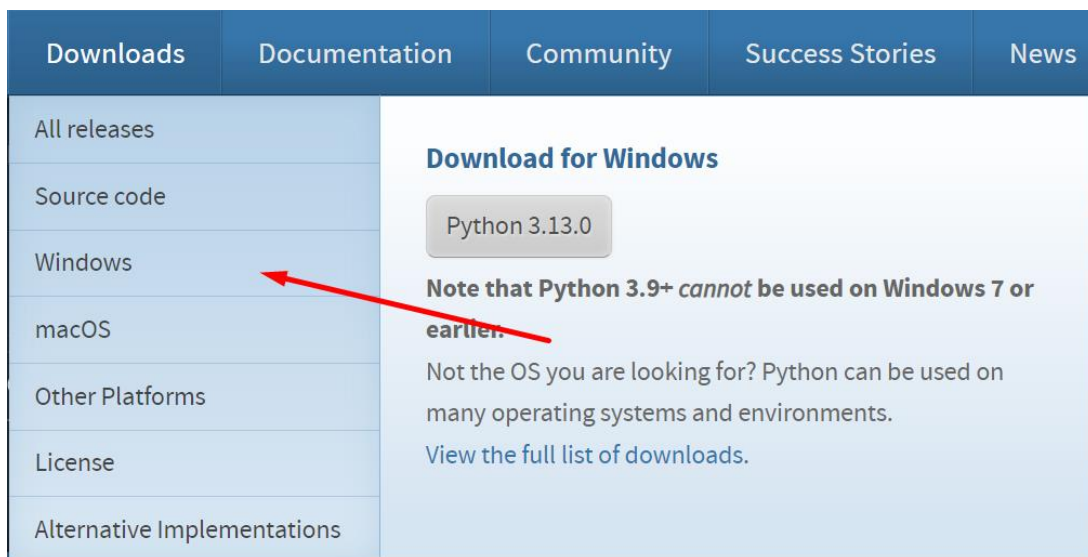 Downloads Documentation Community Success Stories News
All releases
Source code
Windows
macOS
Other Platforms
License
Alternative Implementations
Download for Windows
Python 3.13.0
Note that Python 3.9+ cannot be used on Windows 7 or
earlier.
Not the OS you are looking for? Python can be used on
many operating systems and environments.
View the full list of downloads.